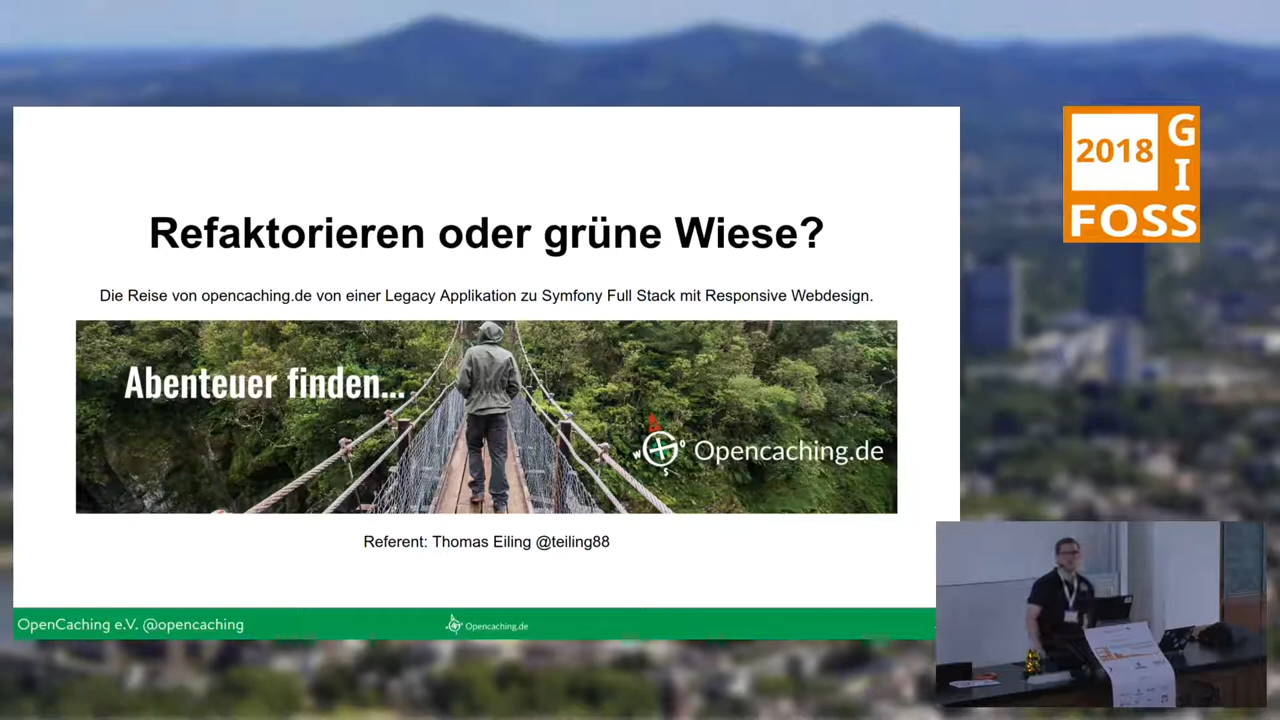 Refaktorieren oder grüne Wiese?
Die Reise von opencaching.de von einer Legacy Applikation zu Symfony Full Stack mit Responsive Webdesign.
Abenteuer finden...
W O S
Opencaching.de
Referent: Thomas Eiling @teiling88
OpenCaching e.V. @opencaching
Opencaching.de
2018
G
I
FOSS